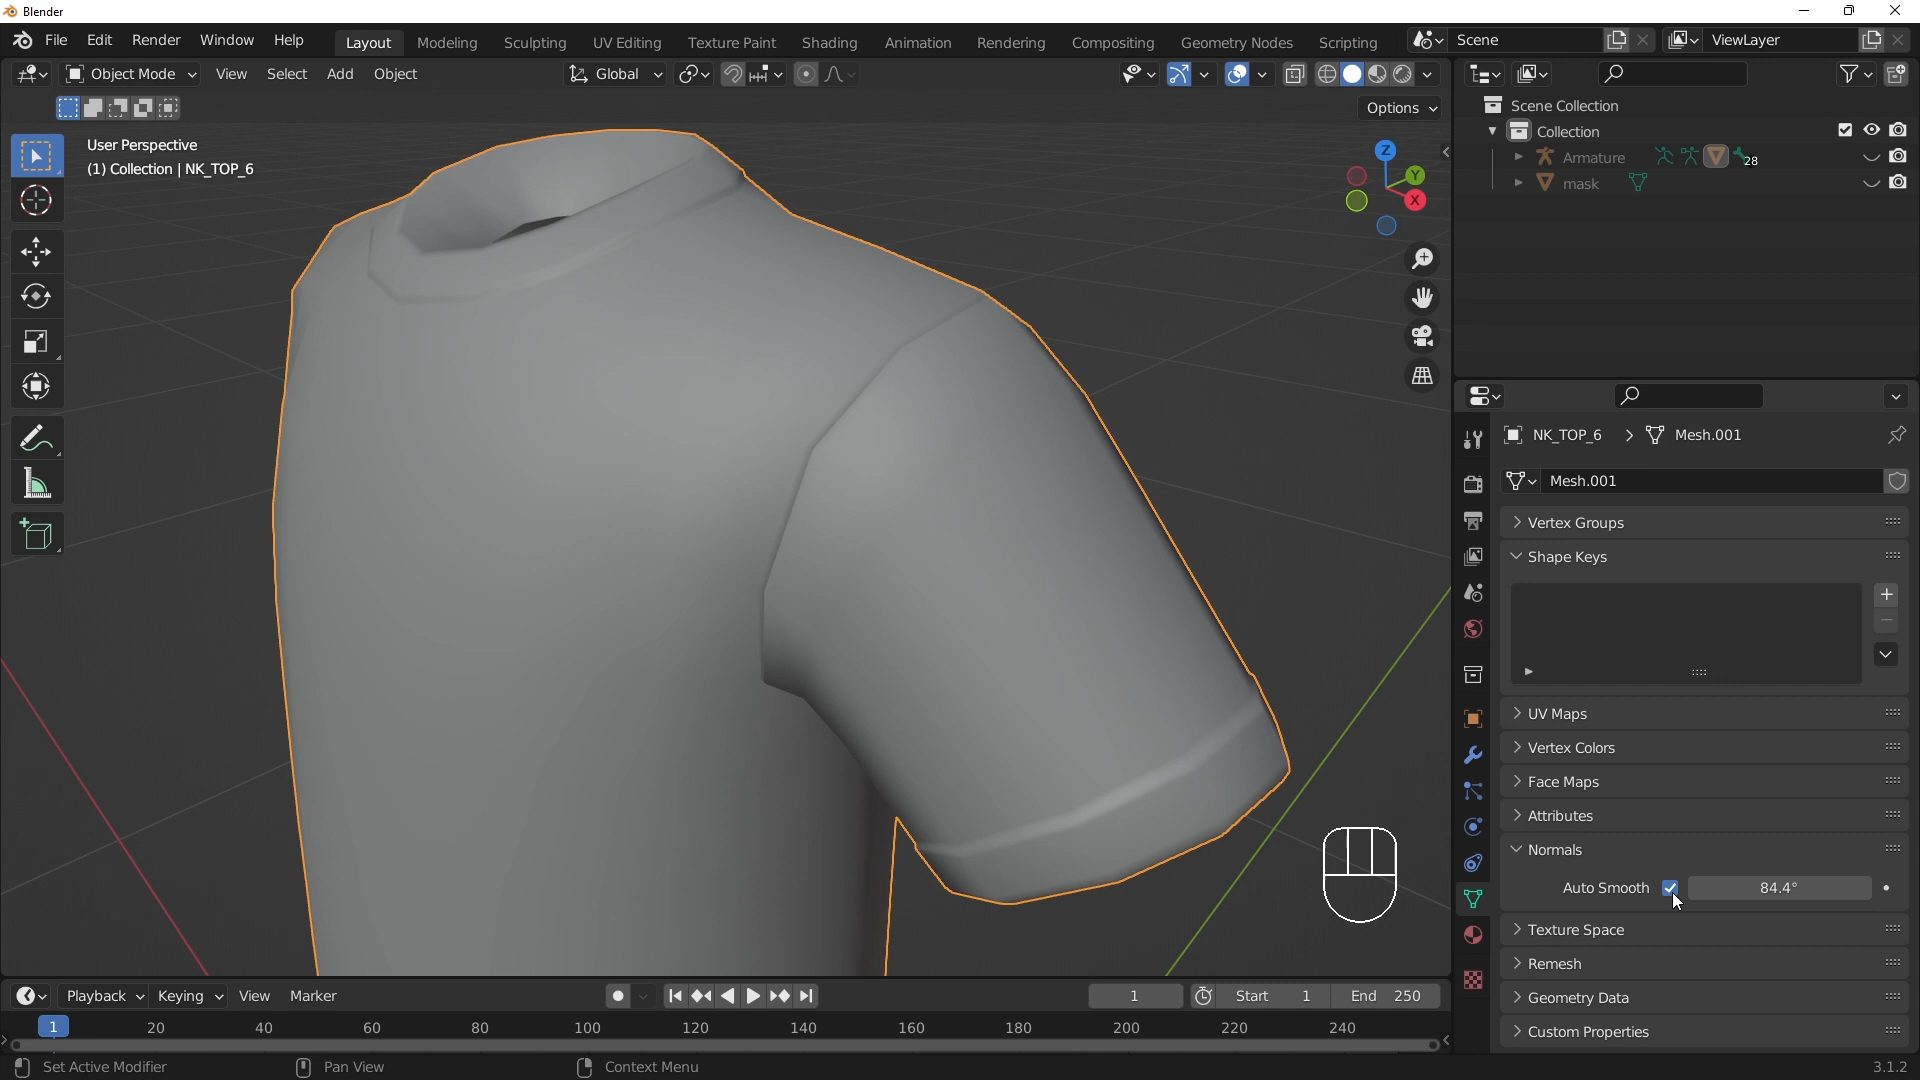 Blender
File Edit Render Window Help Layout Modeling Sculpting UV Editing Texture Paint Shading Animation Rendering Compositing Geometry Nodes Scripting Scene ViewLayer
Object Mode View Select Add Object Global
Options
User Perspective
(1) Collection | NK_TOP_6
Z
Y
X
Scene Collection
Collection
Armature 28
mask
NK_TOP_6 Mesh.001
Mesh.001
Vertex Groups
Shape Keys
UV Maps
Vertex Colors
Face Maps
Attributes
Normals
Auto Smooth 84.4°
Texture Space
Remesh
Geometry Data
Custom Properties
Playback Keying View Marker 1 Start 1 End 250
1 20 40 60 80 100 120 140 160 180 200 220 240
Set Active Modifier Pan View Context Menu 3.1.2